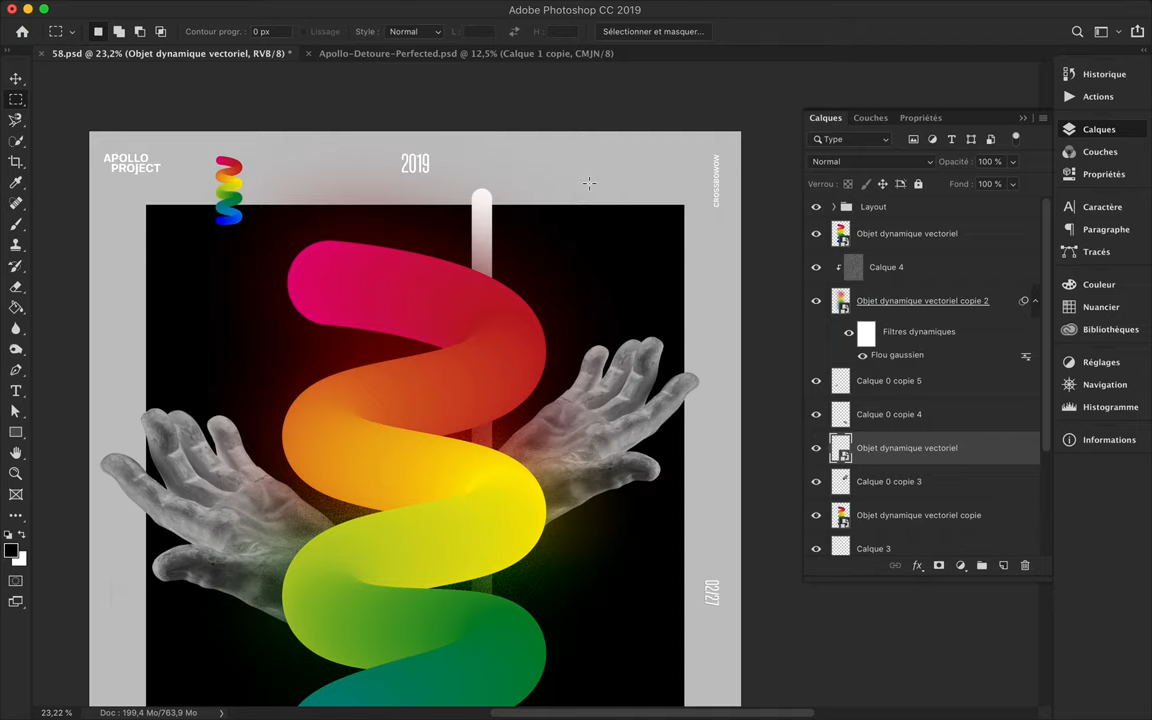 Adobe Photoshop CC 2019
Contour progr. : 0 px
Lissage
Style : Normal
L :
H :
Sélectionner et masquer...
58.psd @ 23,2% (Objet dynamique vectoriel, RVB/8) *
Apollo-Detoure-Perfected.psd @ 12,5% (Calque 1 copie, CMJN/8)
APOLLO
PROJECT
2019
CROSSBOWOW
02/27
Calques
Couches
Propriétés
Type
Normal
Opacité : 100 %
Verrou :
Fond : 100 %
Layout
Objet dynamique vectoriel
Calque 4
Objet dynamique vectoriel copie 2
Filtres dynamiques
Flou gaussien
Calque 0 copie 5
Calque 0 copie 4
Objet dynamique vectoriel
Calque 0 copie 3
Objet dynamique vectoriel copie
Calque 3
fx
Historique
Actions
Calques
Couches
Propriétés
Caractère
Paragraphe
Tracés
Couleur
Nuancier
Bibliothèques
Réglages
Navigation
Histogramme
Informations
23,22 %
Doc : 199,4 Mo/763,9 Mo